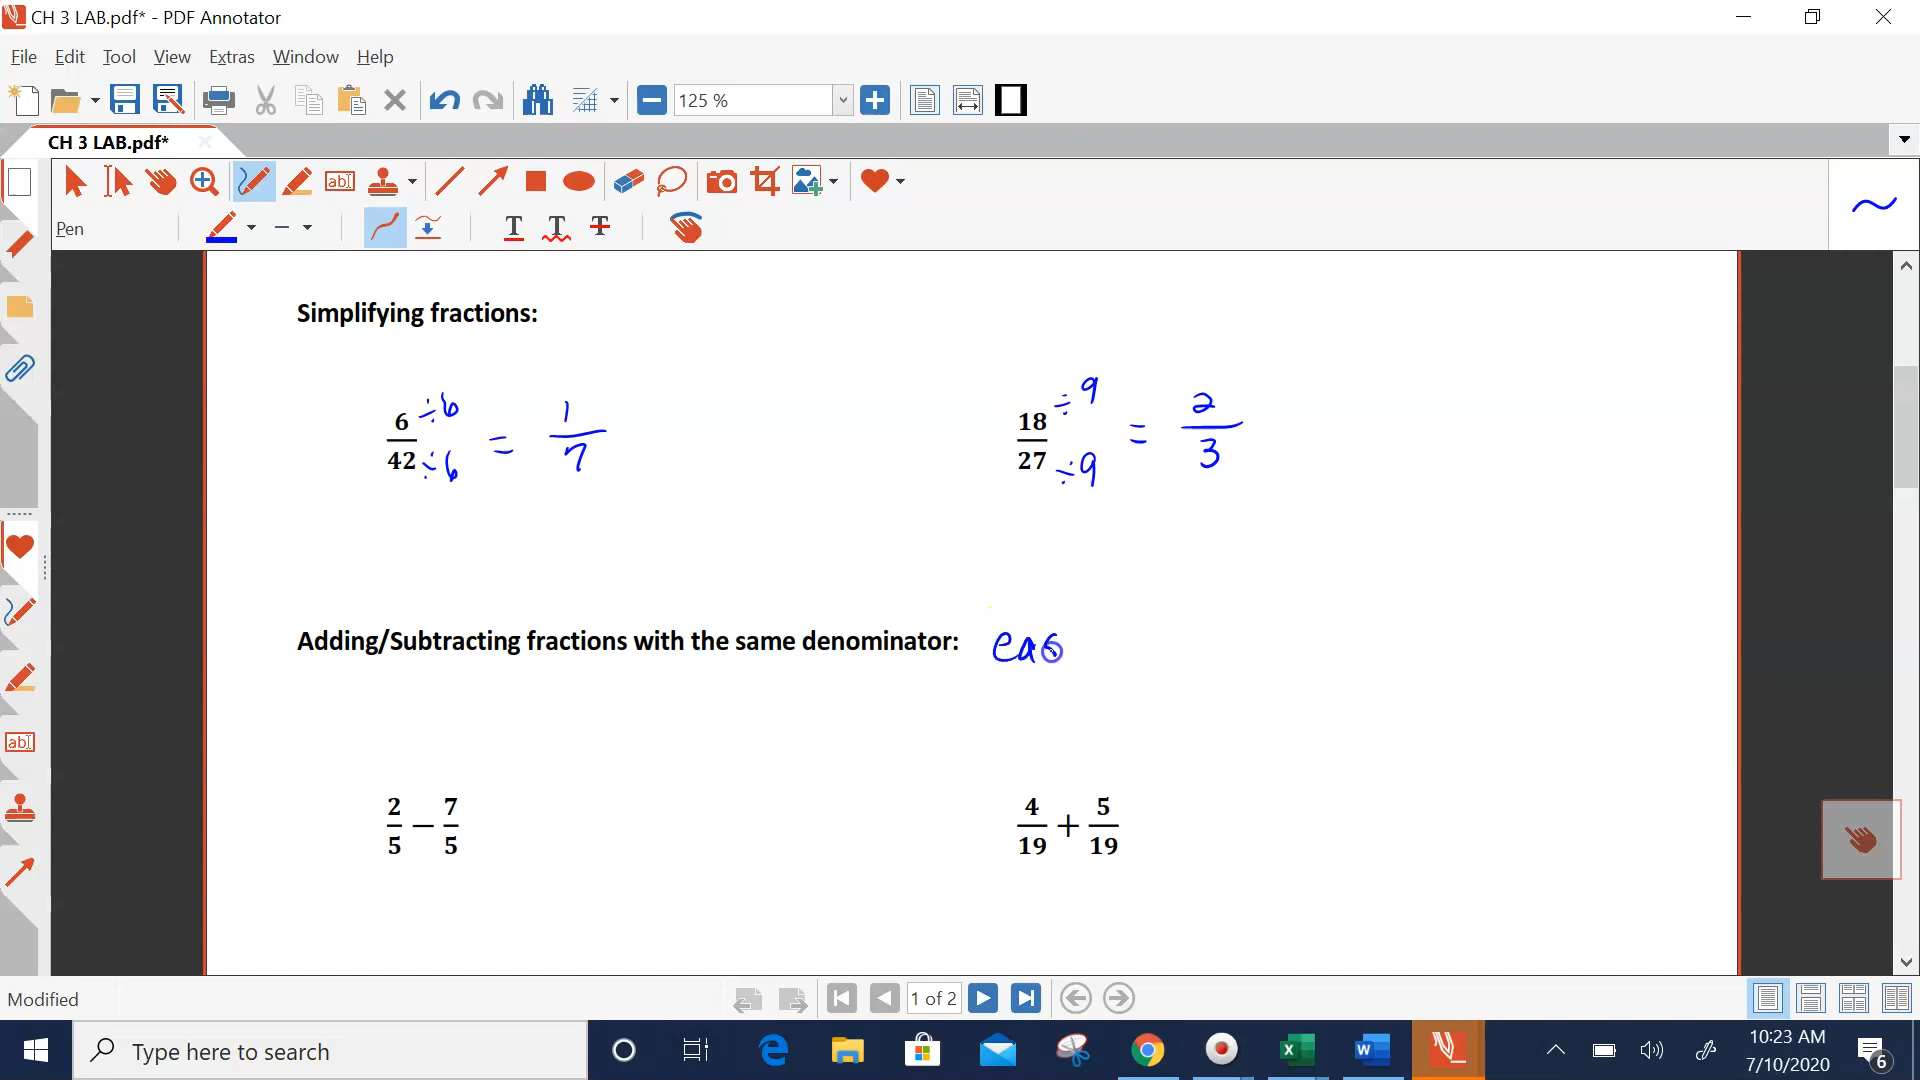 CH 3 LAB.pdf* - PDF Annotator
File Edit Tool View Extras Window Help
125 %
CH 3 LAB.pdf*
Pen
Simplifying fractions:
6/42 ÷6/÷6 = 1/7
18/27 ÷9/÷9 = 2/3
Adding/Subtracting fractions with the same denominator: eas
2/5 − 7/5
4/19 + 5/19
Modified
1 of 2
Type here to search
10:23 AM
7/10/2020
6